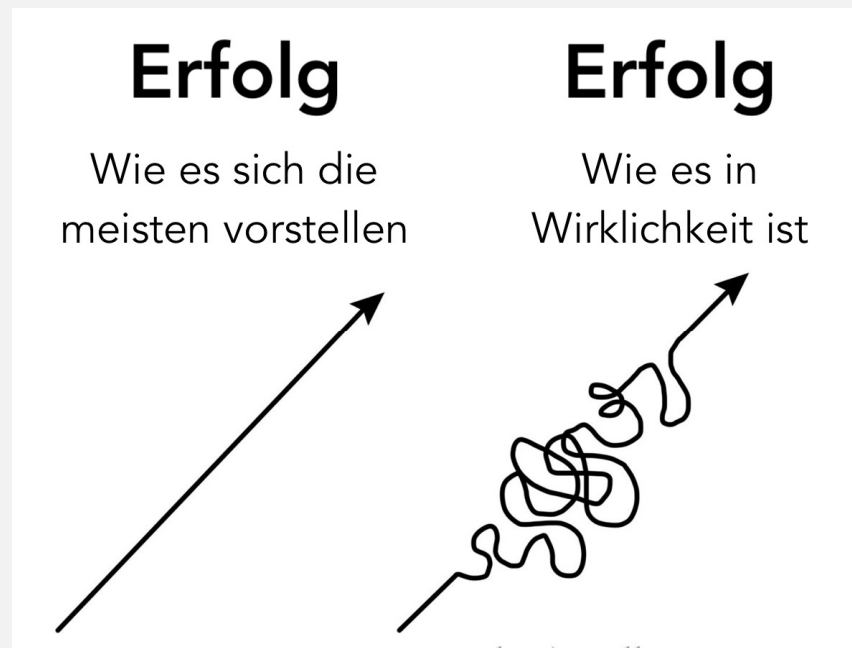 Erfolg
Wie es sich die
meisten vorstellen
Erfolg
Wie es in
Wirklichkeit ist